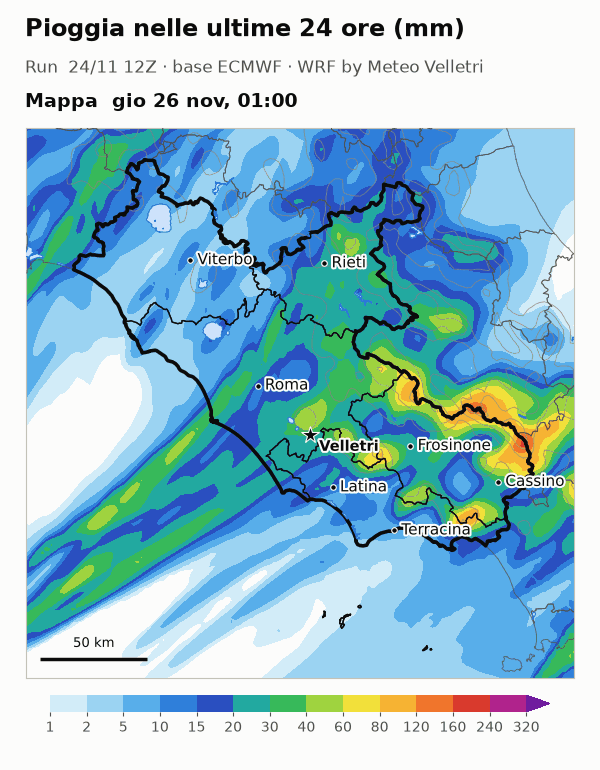 Pioggia nelle ultime 24 ore (mm)
Run  24/11 12Z · base ECMWF · WRF by Meteo Velletri
Mappa  gio 26 nov, 01:00
Viterbo
Rieti
Roma
Velletri
Frosinone
Latina
Cassino
Terracina
50 km
1 2 5 10 15 20 30 40 60 80 120 160 240 320